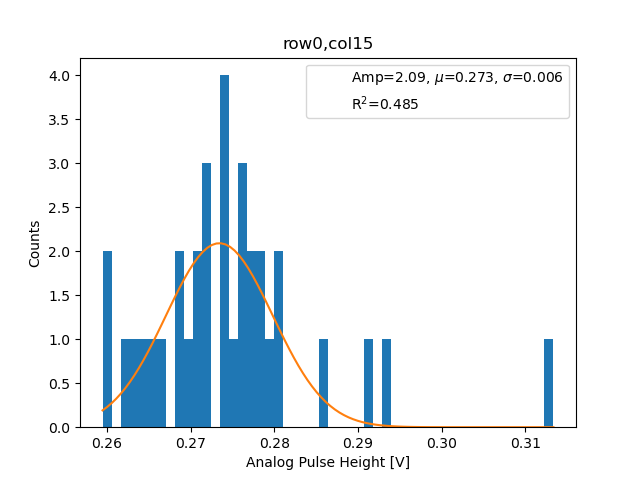 row0,col15
Amp=2.09, μ=0.273, σ=0.006
R²=0.485
4.0
3.5
3.0
2.5
2.0
1.5
1.0
0.5
0.0
Counts
0.26 0.27 0.28 0.29 0.30 0.31
Analog Pulse Height [V]